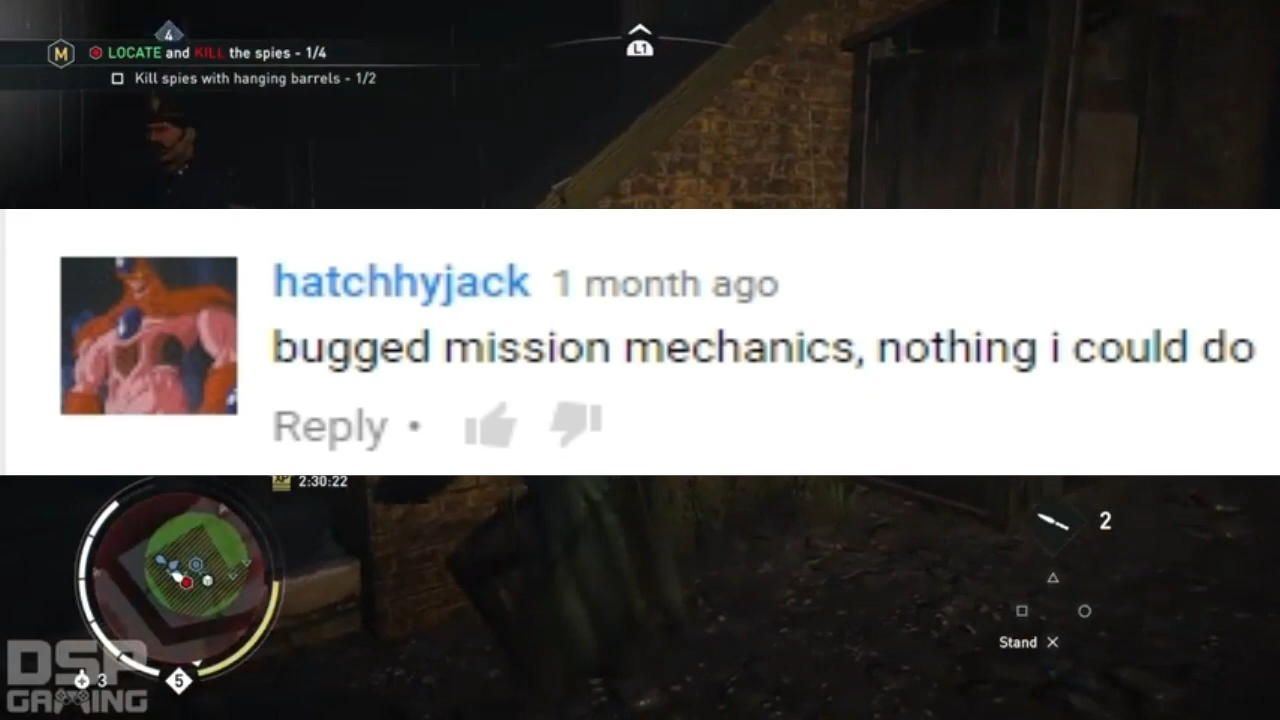 4
M LOCATE and KILL the spies - 1/4
Kill spies with hanging barrels - 1/2
L1
hatchhyjack 1 month ago
bugged mission mechanics, nothing i could do
Reply •
XP 2:30:22
2
Stand
DSP
GAMING
3
5